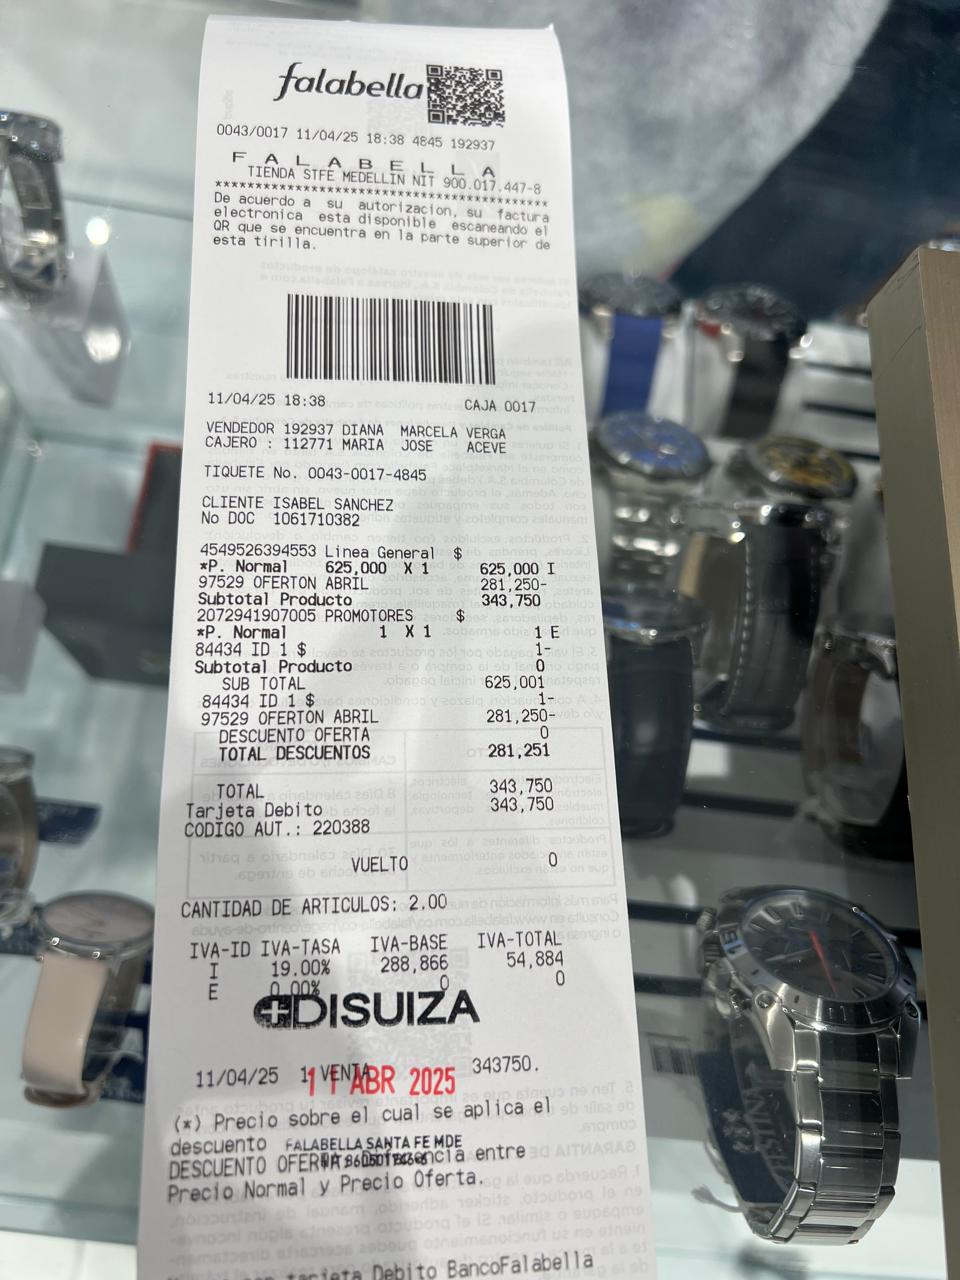 falabella
0043/0017 11/04/25 18:38 4845 192937
F A L A B E L L A
TIENDA STFE MEDELLIN NIT 900.017.447-8
****************************************
De acuerdo a su autorizacion, su factura
electronica esta disponible escaneando el
QR que se encuentra en la parte superior de
esta tirilla.
11/04/25 18:38 CAJA 0017
VENDEDOR 192937 DIANA MARCELA VERGA
CAJERO : 112771 MARIA JOSE ACEVE
TIQUETE No. 0043-0017-4845
CLIENTE ISABEL SANCHEZ
No DOC 1061710382
4549526394553 Linea General $
*P. Normal 625,000 X 1 625,000 I
97529 OFERTON ABRIL 281,250-
Subtotal Producto 343,750
2072941907005 PROMOTORES $
*P. Normal 1 X 1 1 E
84434 ID 1 $ 1-
Subtotal Producto 0
SUB TOTAL 625,001
84434 ID 1 $ 1-
97529 OFERTON ABRIL 281,250-
DESCUENTO OFERTA 0
TOTAL DESCUENTOS 281,251
TOTAL 343,750
Tarjeta Debito 343,750
CODIGO AUT.: 220388
VUELTO 0
CANTIDAD DE ARTICULOS: 2.00
IVA-ID IVA-TASA IVA-BASE IVA-TOTAL
I 19.00% 288,866 54,884
E 0.00% 0 0
DISUIZA
11/04/25 1 VENTA 343750.
11 ABR 2025
(*) Precio sobre el cual se aplica el
descuento FALABELLA SANTA FE MDE
DESCUENTO OFERTA: Diferencia entre
Precio Normal y Precio Oferta.
tarjeta Debito BancoFalabella